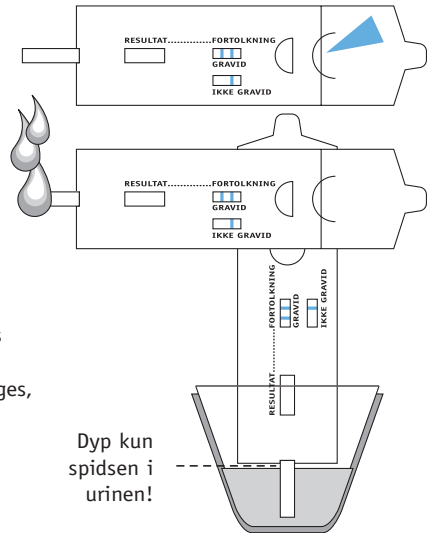 RESULTAT..............FORTOLKNING
GRAVID
IKKE GRAVID
RESULTAT..............FORTOLKNING
GRAVID
IKKE GRAVID
RESULTAT..............FORTOLKNING
GRAVID
IKKE GRAVID
s
ges,
Dyp kun
spidsen i
urinen!